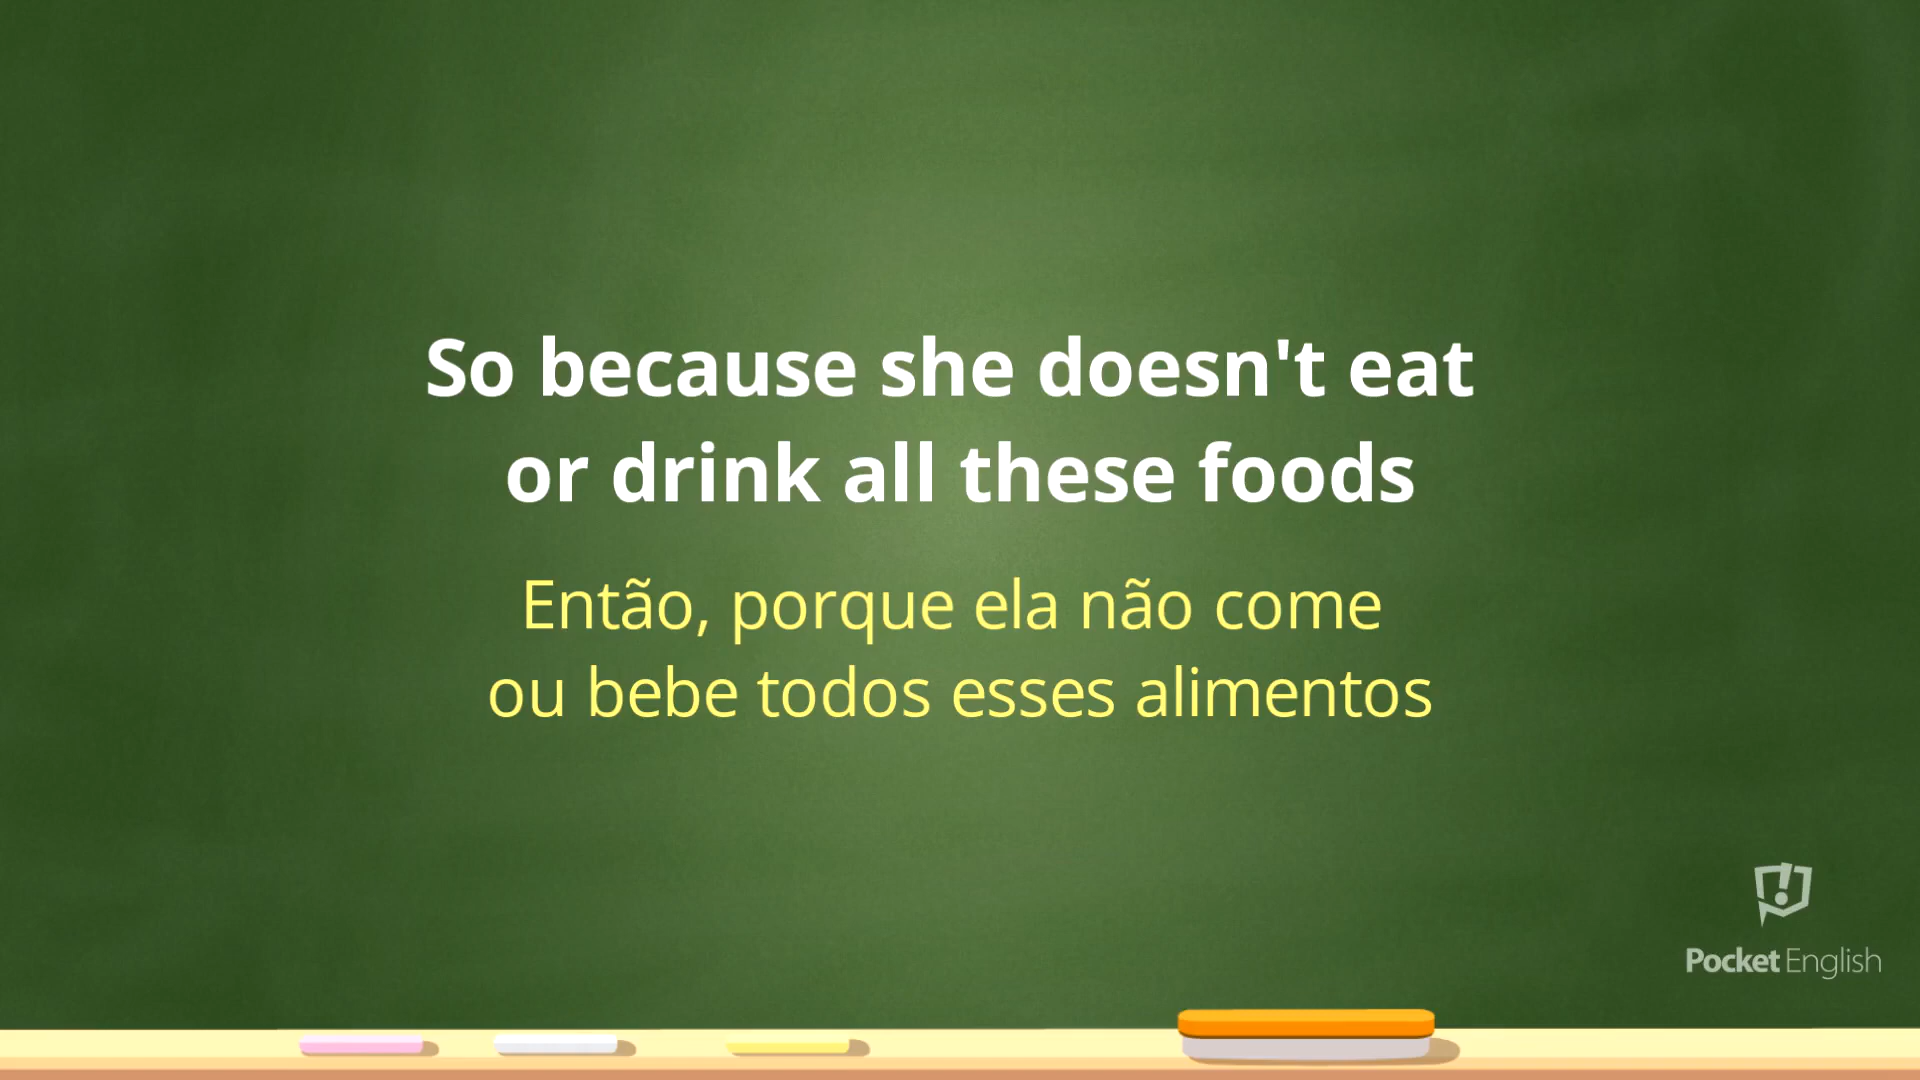 So because she doesn't eat
or drink all these foods
Então, porque ela não come
ou bebe todos esses alimentos
Pocket English